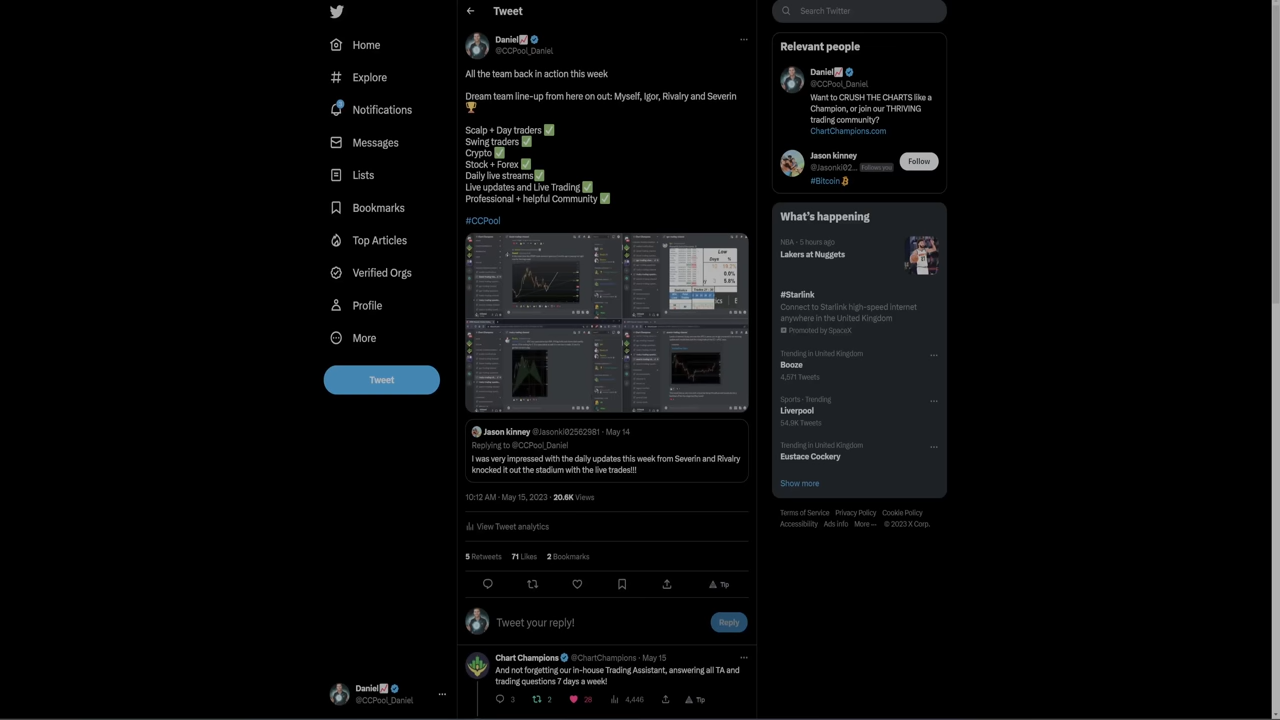 Home
Explore
Notifications
Messages
Lists
Bookmarks
Top Articles
Verified Orgs
Profile
More
Tweet
Daniel
@CCPool_Daniel
Tweet
Daniel
@CCPool_Daniel
All the team back in action this week
Dream team line-up from here on out: Myself, Igor, Rivalry and Severin
Scalp + Day traders
Swing traders
Crypto
Stock + Forex
Daily live streams
Live updates and Live Trading
Professional + helpful Community
#CCPool
Jason kinney @Jasonki02562981 · May 14
Replying to @CCPool_Daniel
I was very impressed with the daily updates this week from Severin and Rivalry
knocked it out the stadium with the live trades!!!
10:12 AM · May 15, 2023 · 20.6K Views
View Tweet analytics
5 Retweets 71 Likes 2 Bookmarks
Tip
Tweet your reply!
Reply
Chart Champions @ChartChampions · May 15
And not forgetting our in-house Trading Assistant, answering all TA and
trading questions 7 days a week!
3 2 28 4,446 Tip
Search Twitter
Relevant people
Daniel
@CCPool_Daniel
Want to CRUSH THE CHARTS like a
Champion, or join our THRIVING
trading community?
ChartChampions.com
Jason kinney
@Jasonki02... Follows you
Follow
#Bitcoin
What's happening
NBA · 5 hours ago
Lakers at Nuggets
#Starlink
Connect to Starlink high-speed internet
anywhere in the United Kingdom
Promoted by SpaceX
Trending in United Kingdom
Booze
4,571 Tweets
Sports · Trending
Liverpool
54.9K Tweets
Trending in United Kingdom
Eustace Cockery
Show more
Terms of Service Privacy Policy Cookie Policy
Accessibility Ads info More ··· © 2023 X Corp.